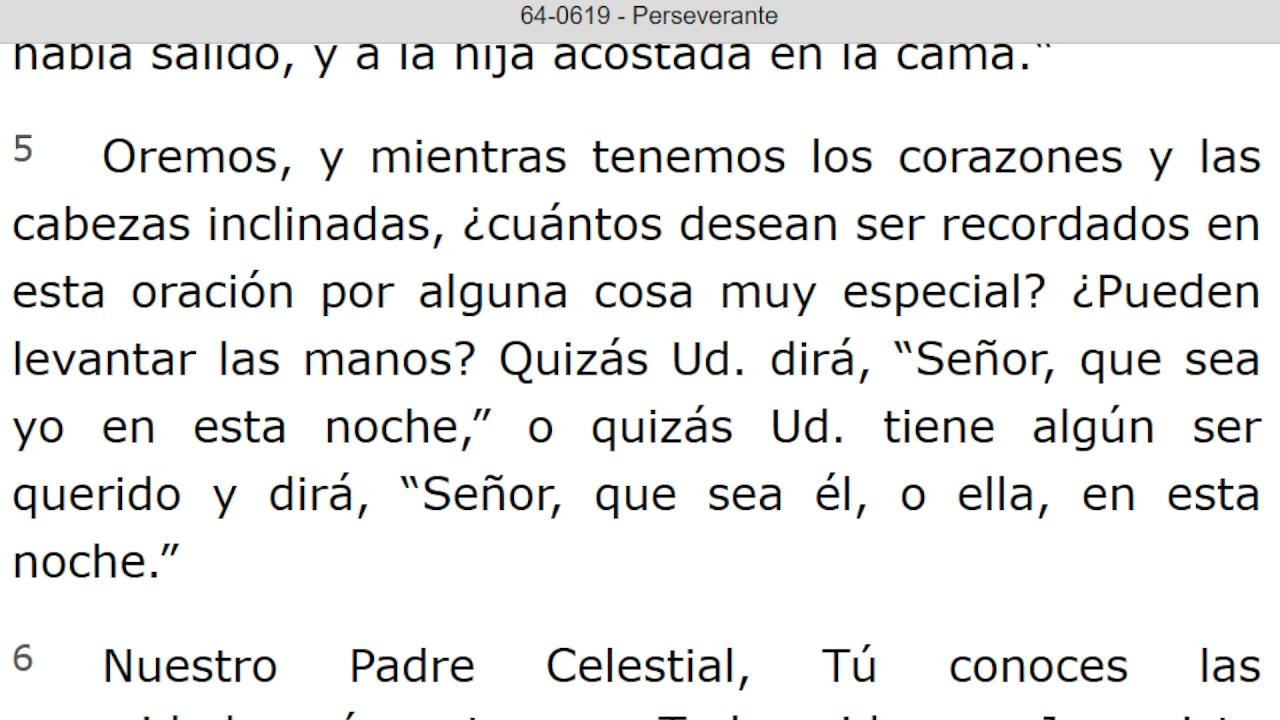 64-0619 - Perseverante
había salido, y a la hija acostada en la cama.“
5 Oremos, y mientras tenemos los corazones y las
cabezas inclinadas, ¿cuántos desean ser recordados en
esta oración por alguna cosa muy especial? ¿Pueden
levantar las manos? Quizás Ud. dirá, “Señor, que sea
yo en esta noche,” o quizás Ud. tiene algún ser
querido y dirá, “Señor, que sea él, o ella, en esta
noche.”
6 Nuestro Padre Celestial, Tú conoces las